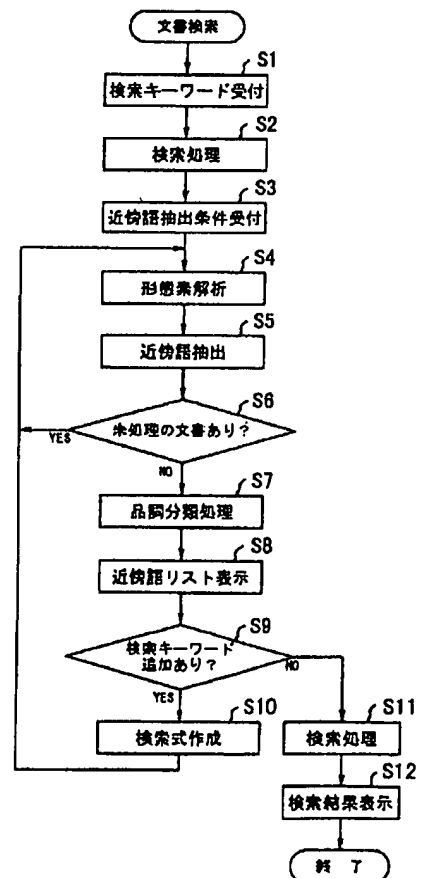 文書検索
S1
検索キーワード受付
S2
検索処理
S3
近傍語抽出条件受付
S4
形態素解析
S5
近傍語抽出
S6
未処理の文書あり?
YES
NO
S7
品詞分類処理
S8
近傍語リスト表示
S9
検索キーワード
追加あり?
NO
YES
S10
検索式作成
S11
検索処理
S12
検索結果表示
終 了